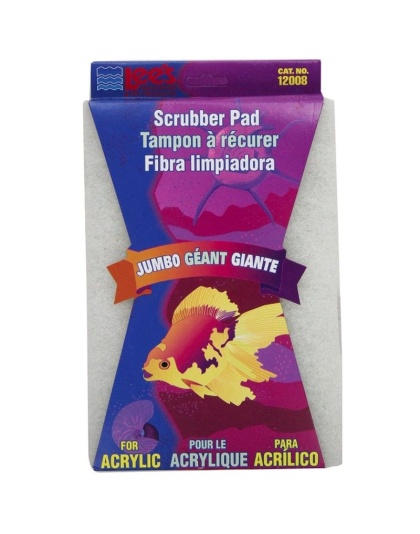 Lee's
CAT. NO.
12008
Scrubber Pad
Tampon à récurer
Fibra limpiadora
JUMBO GÉANT GIANTE
FOR
ACRYLIC
POUR LE
ACRYLIQUE
PARA
ACRÍLICO